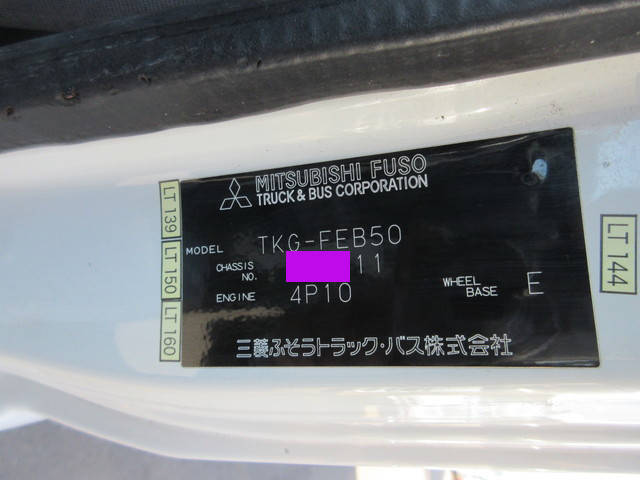 MITSUBISHI FUSO
TRUCK & BUS CORPORATION
MODEL TKG-FEB50
CHASSIS NO. 11
ENGINE 4P10
WHEEL BASE E
三菱ふそうトラック・バス株式会社
LT 139
LT 150
LT 160
LT 144